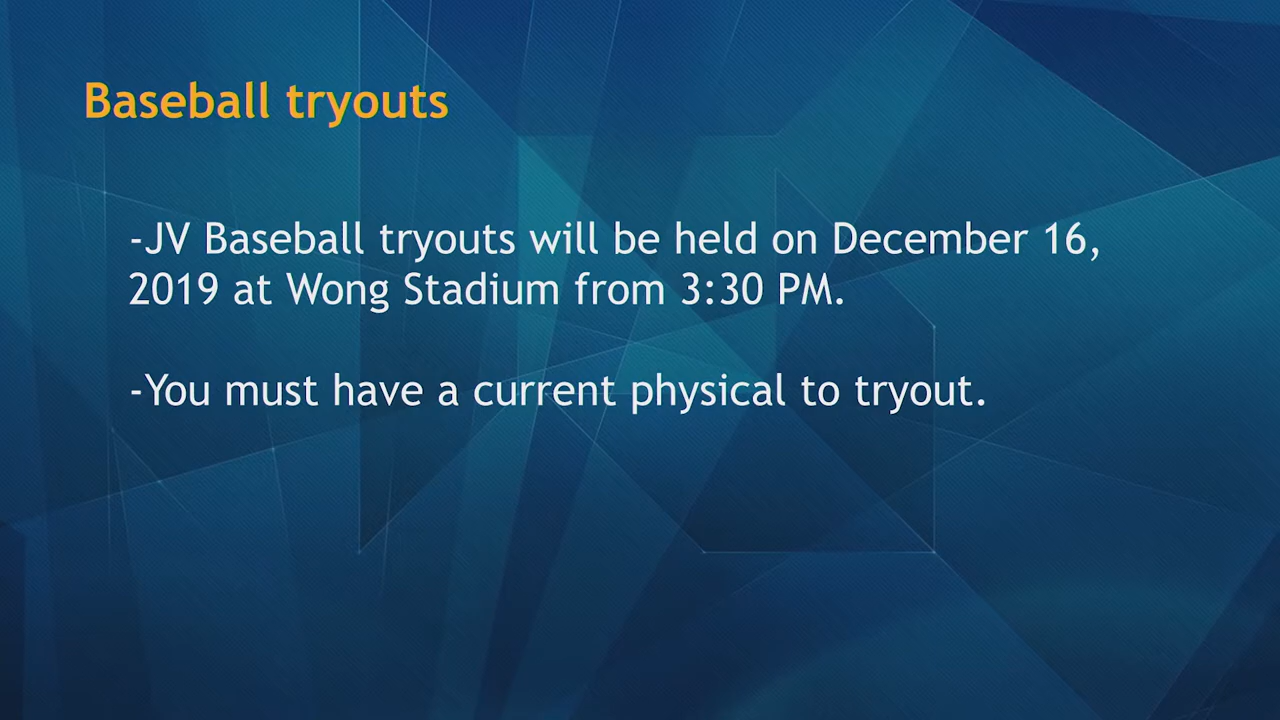 Baseball tryouts
-JV Baseball tryouts will be held on December 16,
2019 at Wong Stadium from 3:30 PM.
-You must have a current physical to tryout.